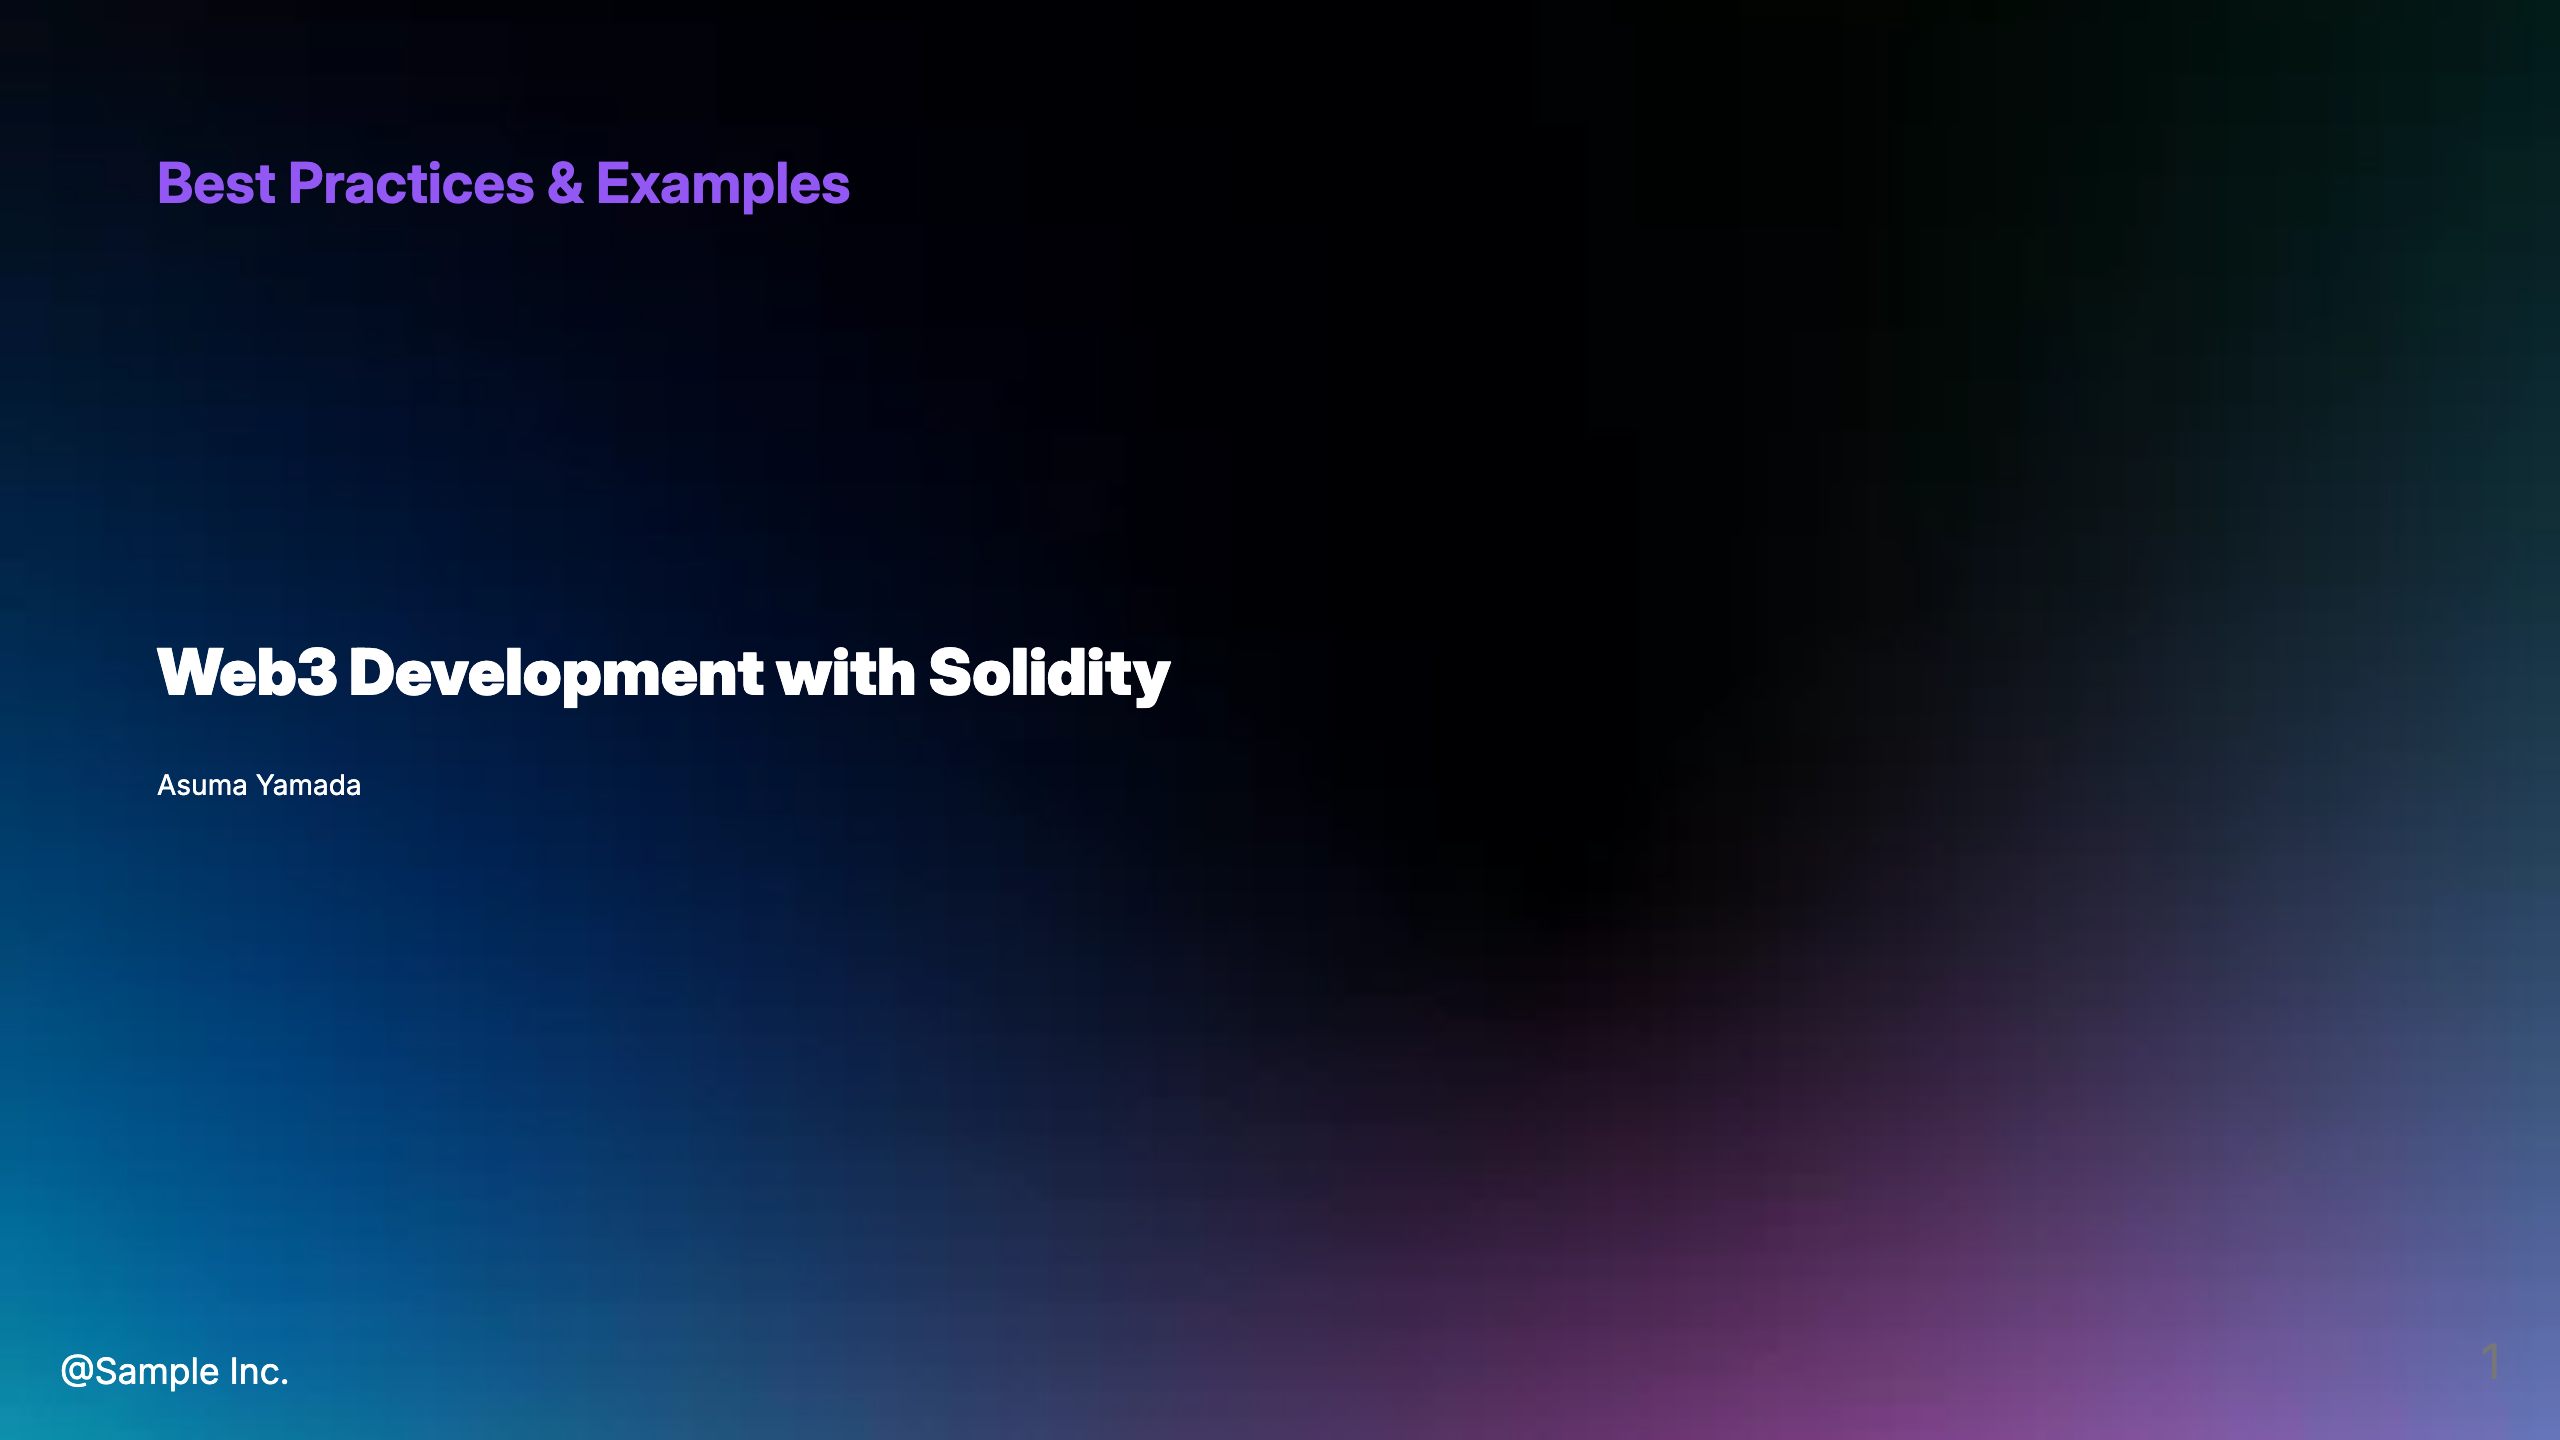 Best Practices & Examples
Web3 Development with Solidity
Asuma Yamada
@Sample Inc.
1